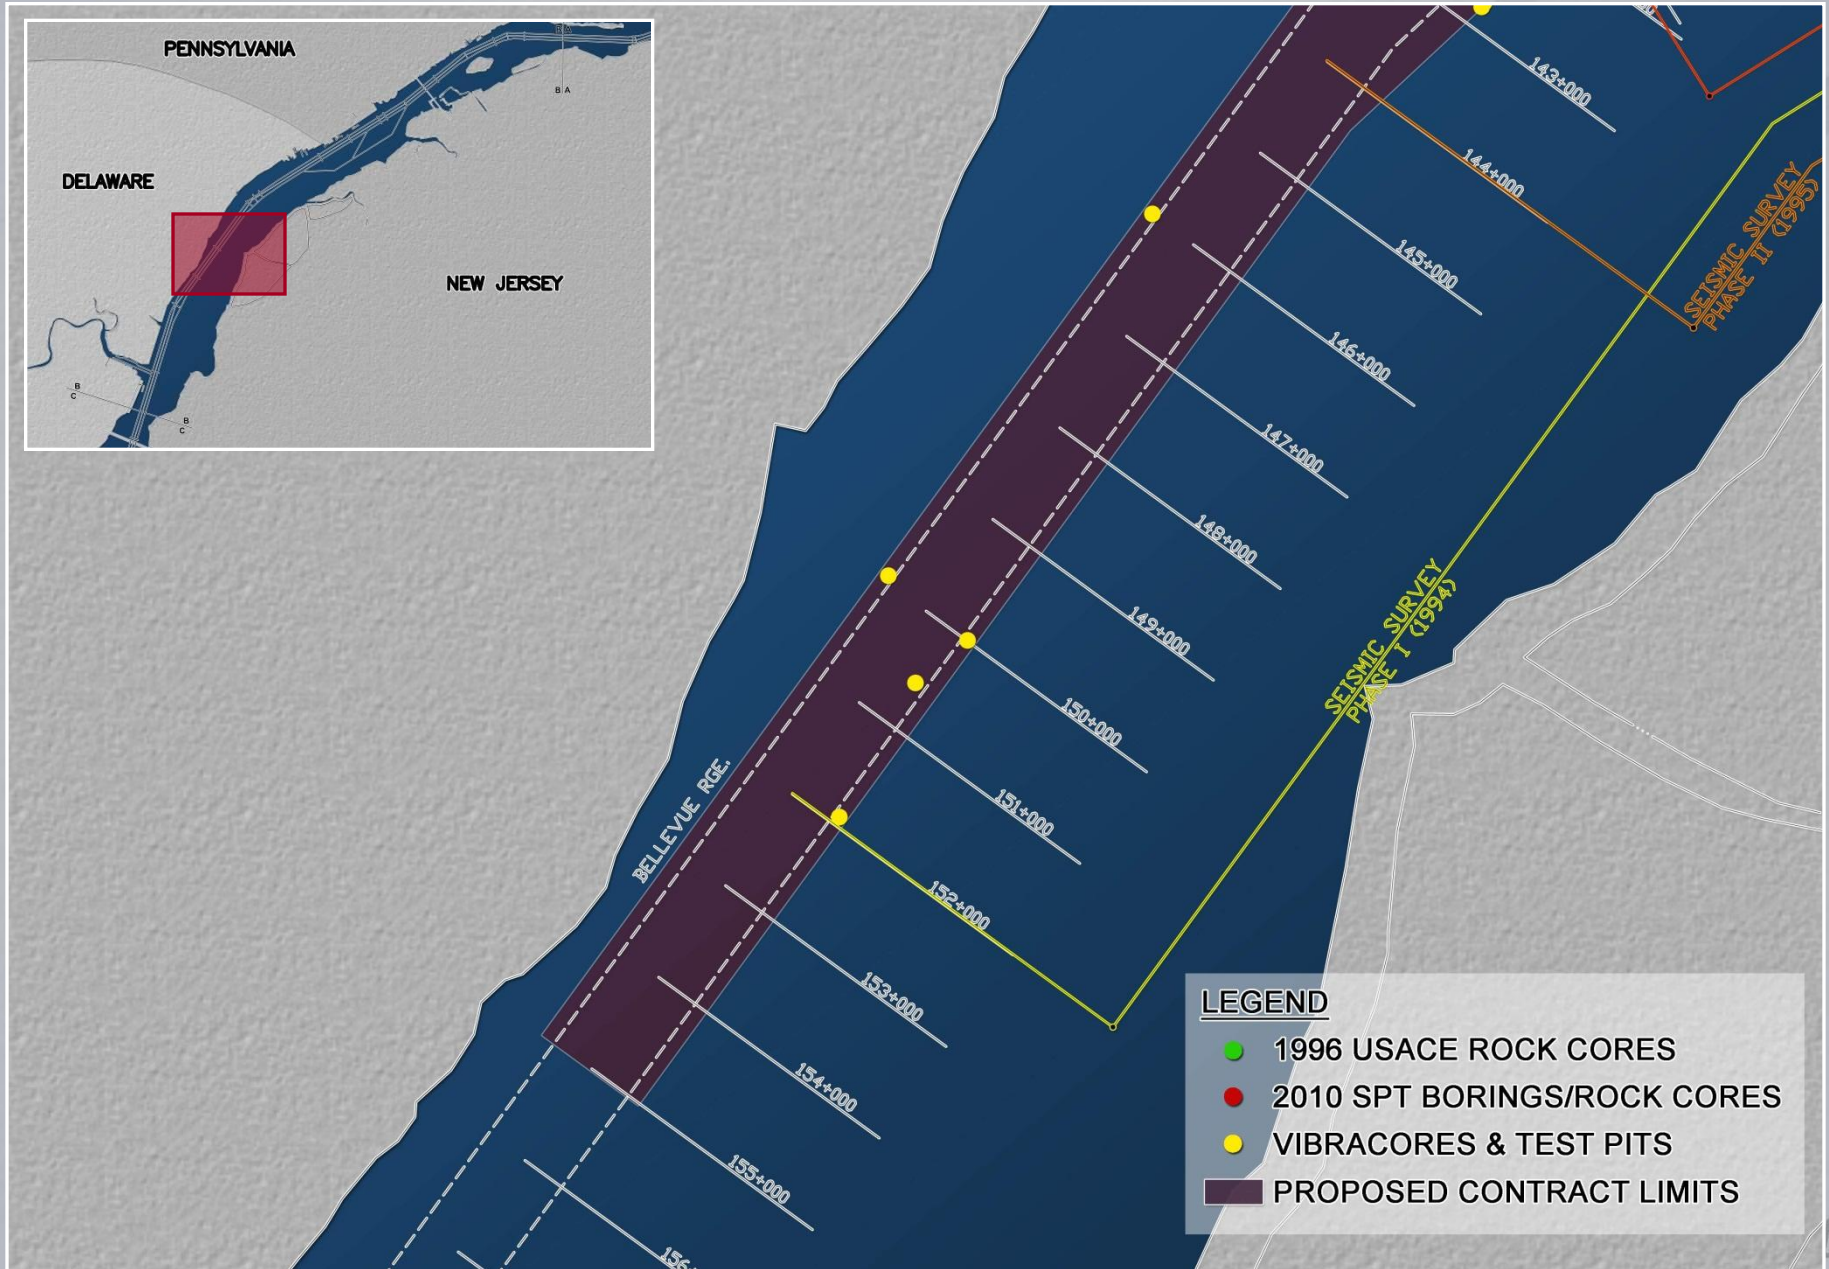 PENNSYLVANIA
B A
DELAWARE
NEW JERSEY
B
C
B
C
143+000
144+000
145+000
146+000
147+000
148+000
149+000
150+000
151+000
152+000
153+000
154+000
155+000
156+
SEISMIC SURVEY
PHASE II (1995)
SEISMIC SURVEY
PHASE I (1994)
BELLEVUE RGE.
LEGEND
1996 USACE ROCK CORES
2010 SPT BORINGS/ROCK CORES
VIBRACORES & TEST PITS
PROPOSED CONTRACT LIMITS